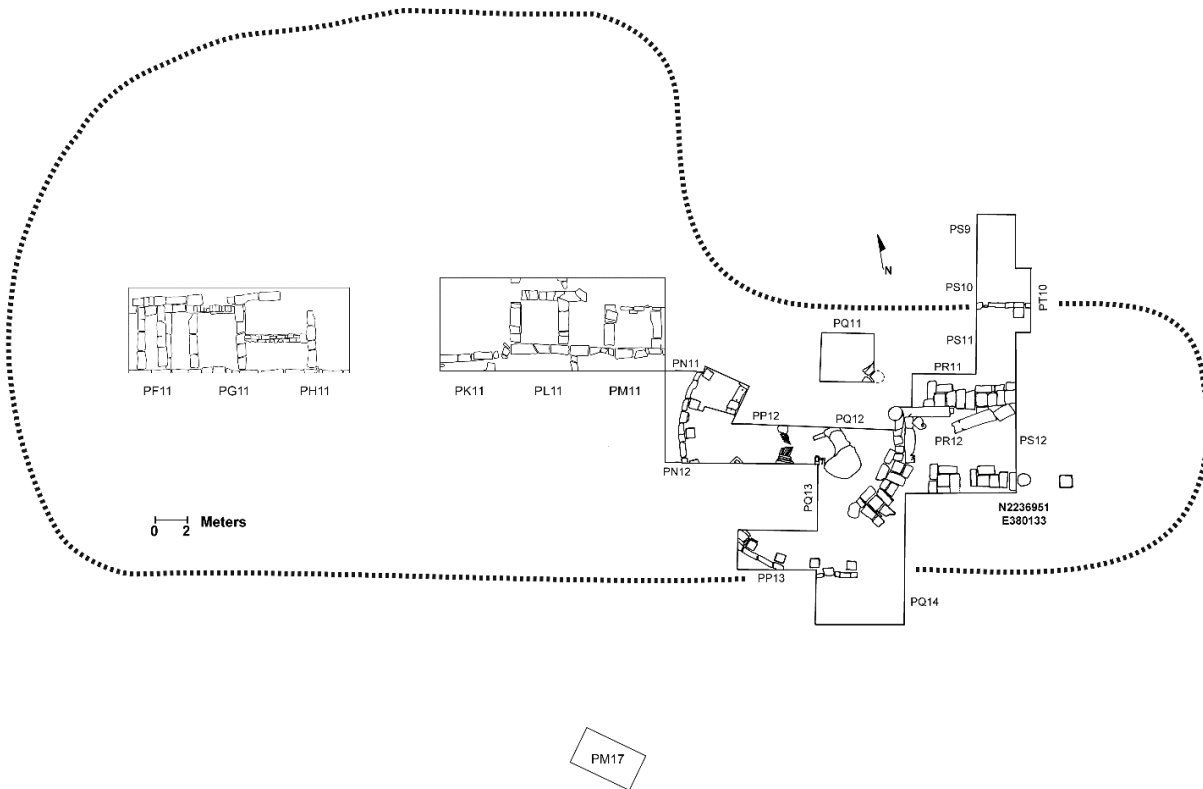 PS9
N
PS10
PT10
PQ11
PS11
PR11
PF11 PG11 PH11
PK11 PL11 PM11
PN11
PP12 PQ12
PR12
PS12
PN12
PQ13
N2236951
E380133
Meters
0 2
PP13
PQ14
PM17